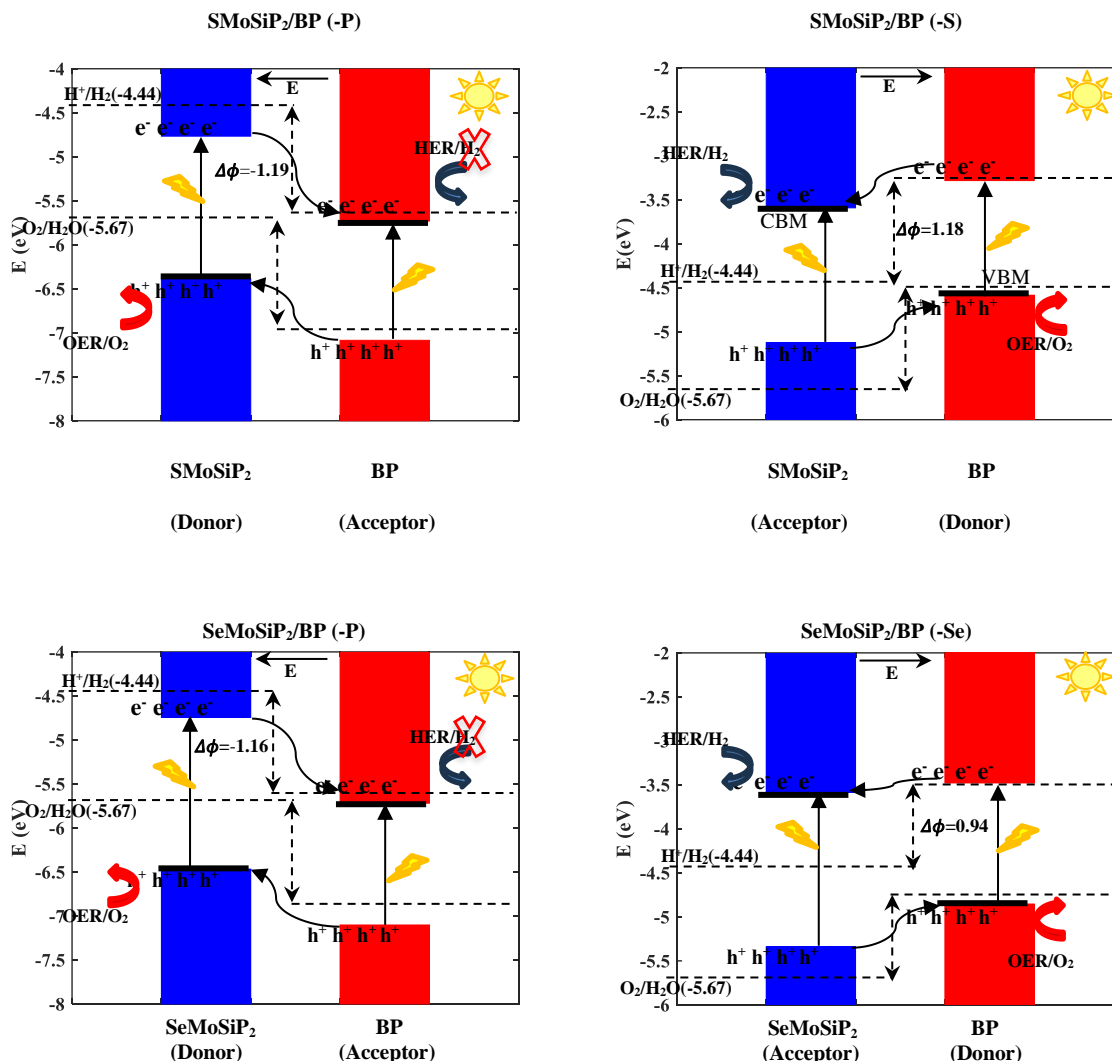 SMoSiP₂/BP (-P)
-4
-4.5
-5
-5.5
-6
-6.5
-7
-7.5
-8
E (eV)
E
H⁺/H₂(-4.44)
e⁻ e⁻ e⁻ e⁻
Δϕ=-1.19
HER/H₂
e⁻ e⁻ e⁻ e⁻
O₂/H₂O(-5.67)
h⁺ h⁺ h⁺ h⁺
OER/O₂
h⁺ h⁺ h⁺ h⁺
SMoSiP₂
BP
(Donor)
(Acceptor)
SMoSiP₂/BP (-S)
-2
-2.5
-3
-3.5
-4
-4.5
-5
-5.5
-6
E(eV)
E
HER/H₂
e⁻ e⁻ e⁻ e⁻
e⁻ e⁻ e⁻
CBM
Δϕ=1.18
H⁺/H₂(-4.44)
VBM
h⁺ h⁺ h⁺ h⁺
OER/O₂
h⁺ h⁺ h⁺ h⁺
O₂/H₂O(-5.67)
SMoSiP₂
BP
(Acceptor)
(Donor)
SeMoSiP₂/BP (-P)
-4
-4.5
-5
-5.5
-6
-6.5
-7
-7.5
-8
E (eV)
E
H⁺/H₂(-4.44)
e⁻ e⁻ e⁻ e⁻
Δϕ=-1.16
HER/H₂
e⁻ e⁻ e⁻ e⁻
O₂/H₂O(-5.67)
h⁺ h⁺ h⁺ h⁺
OER/O₂
h⁺ h⁺ h⁺ h⁺
SeMoSiP₂
BP
(Donor)
(Acceptor)
SeMoSiP₂/BP (-Se)
-2
-2.5
-3
-3.5
-4
-4.5
-5
-5.5
-6
E (eV)
E
HER/H₂
e⁻ e⁻ e⁻ e⁻
e⁻ e⁻ e⁻ e⁻
Δϕ=0.94
H⁺/H₂(-4.44)
h⁺ h⁺ h⁺ h⁺
h⁺ h⁺ h⁺ h⁺
OER/O₂
O₂/H₂O(-5.67)
SeMoSiP₂
BP
(Acceptor)
(Donor)